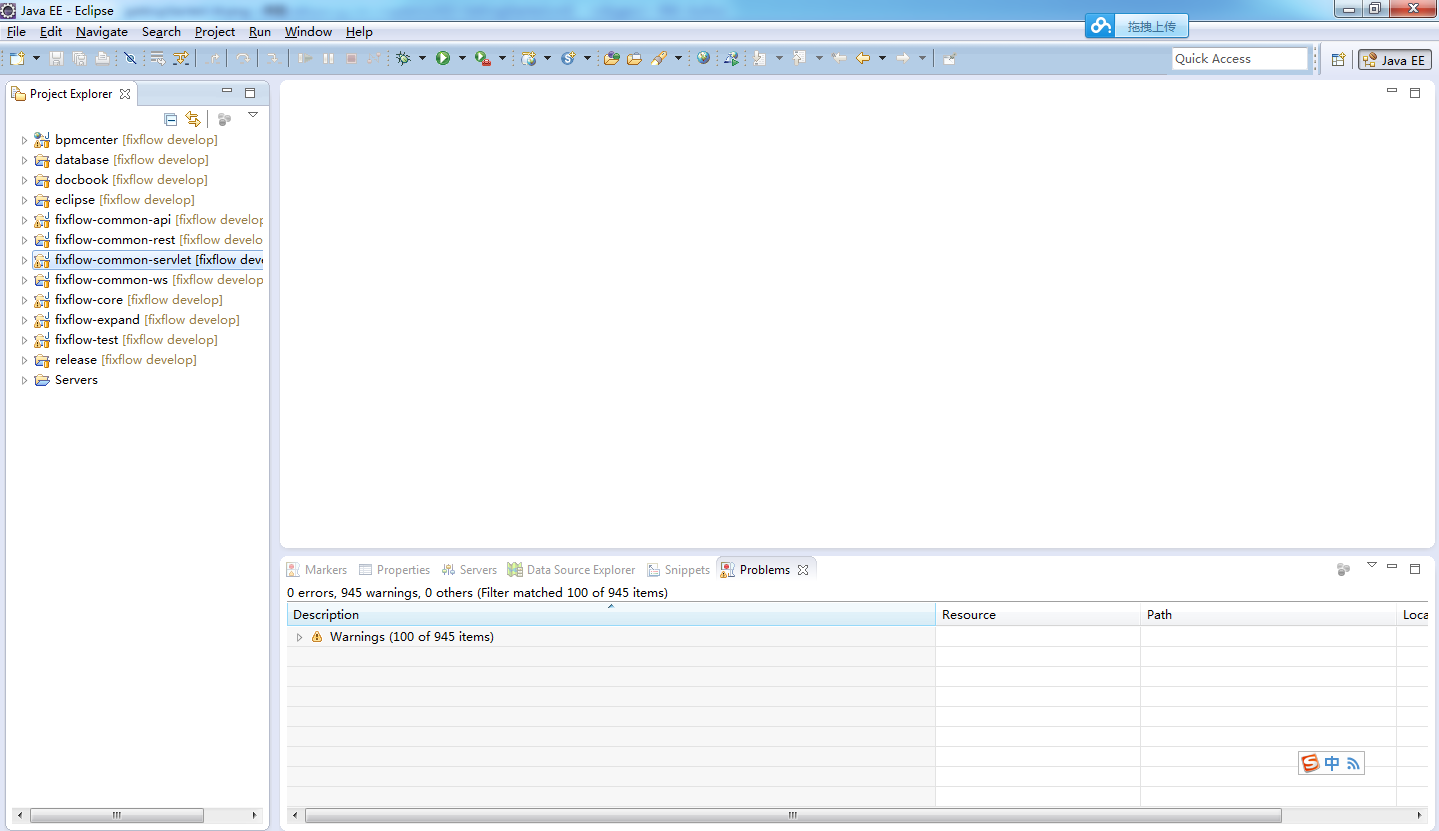 Java EE - Eclipse
File Edit Navigate Search Project Run Window Help
拖拽上传
Quick Access
Java EE
Project Explorer
bpmcenter [fixflow develop]
database [fixflow develop]
docbook [fixflow develop]
eclipse [fixflow develop]
fixflow-common-api [fixflow develop
fixflow-common-rest [fixflow develo
fixflow-common-servlet [fixflow deve
fixflow-common-ws [fixflow develop
fixflow-core [fixflow develop]
fixflow-expand [fixflow develop]
fixflow-test [fixflow develop]
release [fixflow develop]
Servers
Markers Properties Servers Data Source Explorer Snippets Problems
0 errors, 945 warnings, 0 others (Filter matched 100 of 945 items)
Description Resource Path Loca
Warnings (100 of 945 items)
中